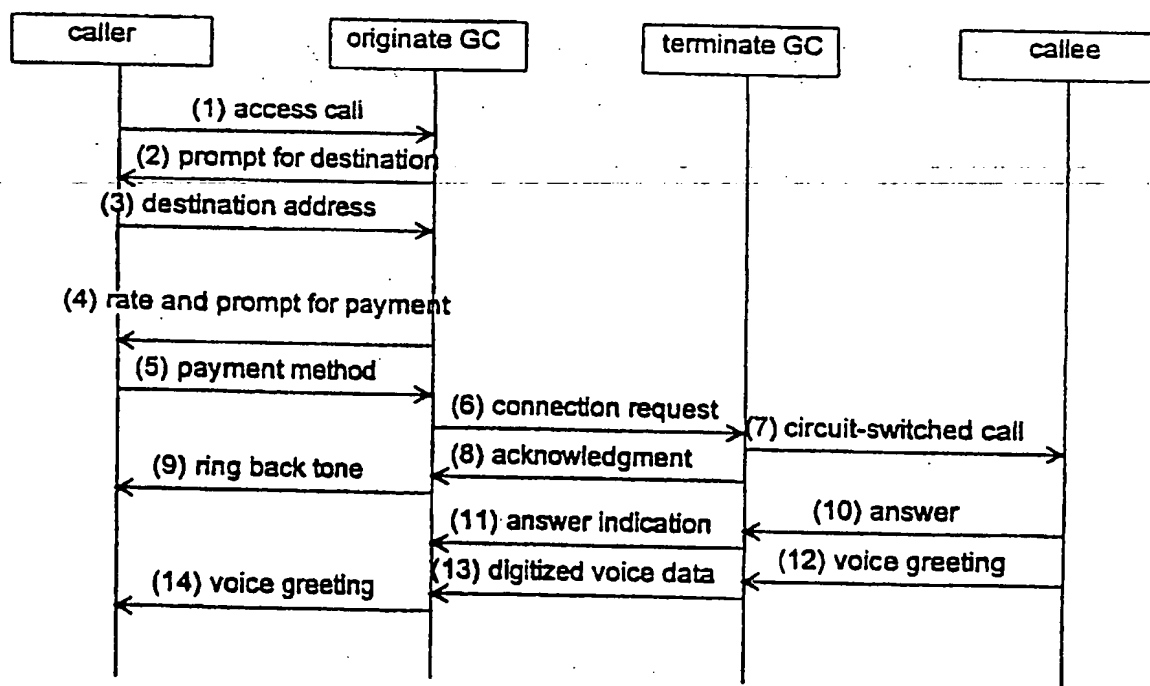 caller
originate GC
terminate GC
callee
(1) access call
(2) prompt for destination
(3) destination address
(4) rate and prompt for payment
(5) payment method
(6) connection request
(7) circuit-switched call
(8) acknowledgment
(9) ring back tone
(10) answer
(11) answer indication
(12) voice greeting
(13) digitized voice data
(14) voice greeting